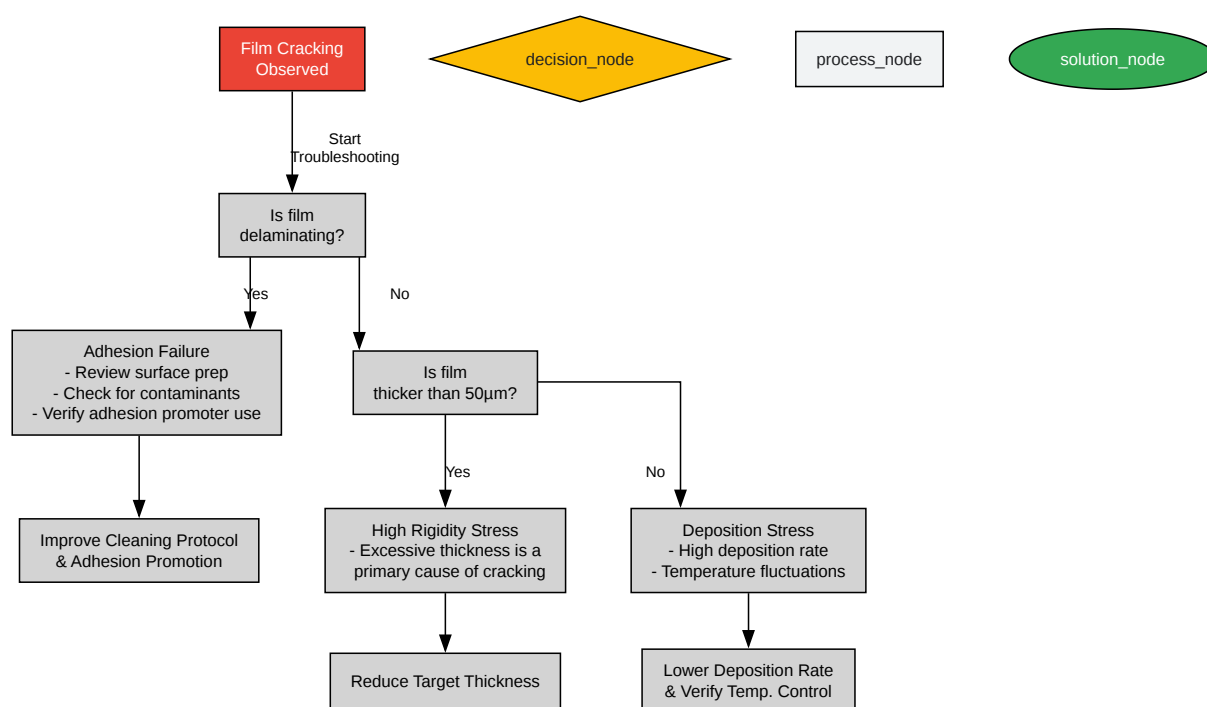 Film Cracking
Observed
decision_node
process_node
solution_node
Start
Troubleshooting
Is film
delaminating?
Yes
No
Adhesion Failure
- Review surface prep
- Check for contaminants
- Verify adhesion promoter use
Is film
thicker than 50µm?
Yes
No
Improve Cleaning Protocol
& Adhesion Promotion
High Rigidity Stress
- Excessive thickness is a
primary cause of cracking
Deposition Stress
- High deposition rate
- Temperature fluctuations
Reduce Target Thickness
Lower Deposition Rate
& Verify Temp. Control